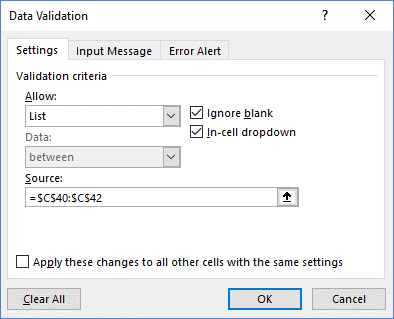 Data Validation
Settings Input Message Error Alert
Validation criteria
Allow:
List
Ignore blank
In-cell dropdown
Data:
between
Source:
=$C$40:$C$42
Apply these changes to all other cells with the same settings
Clear All OK Cancel